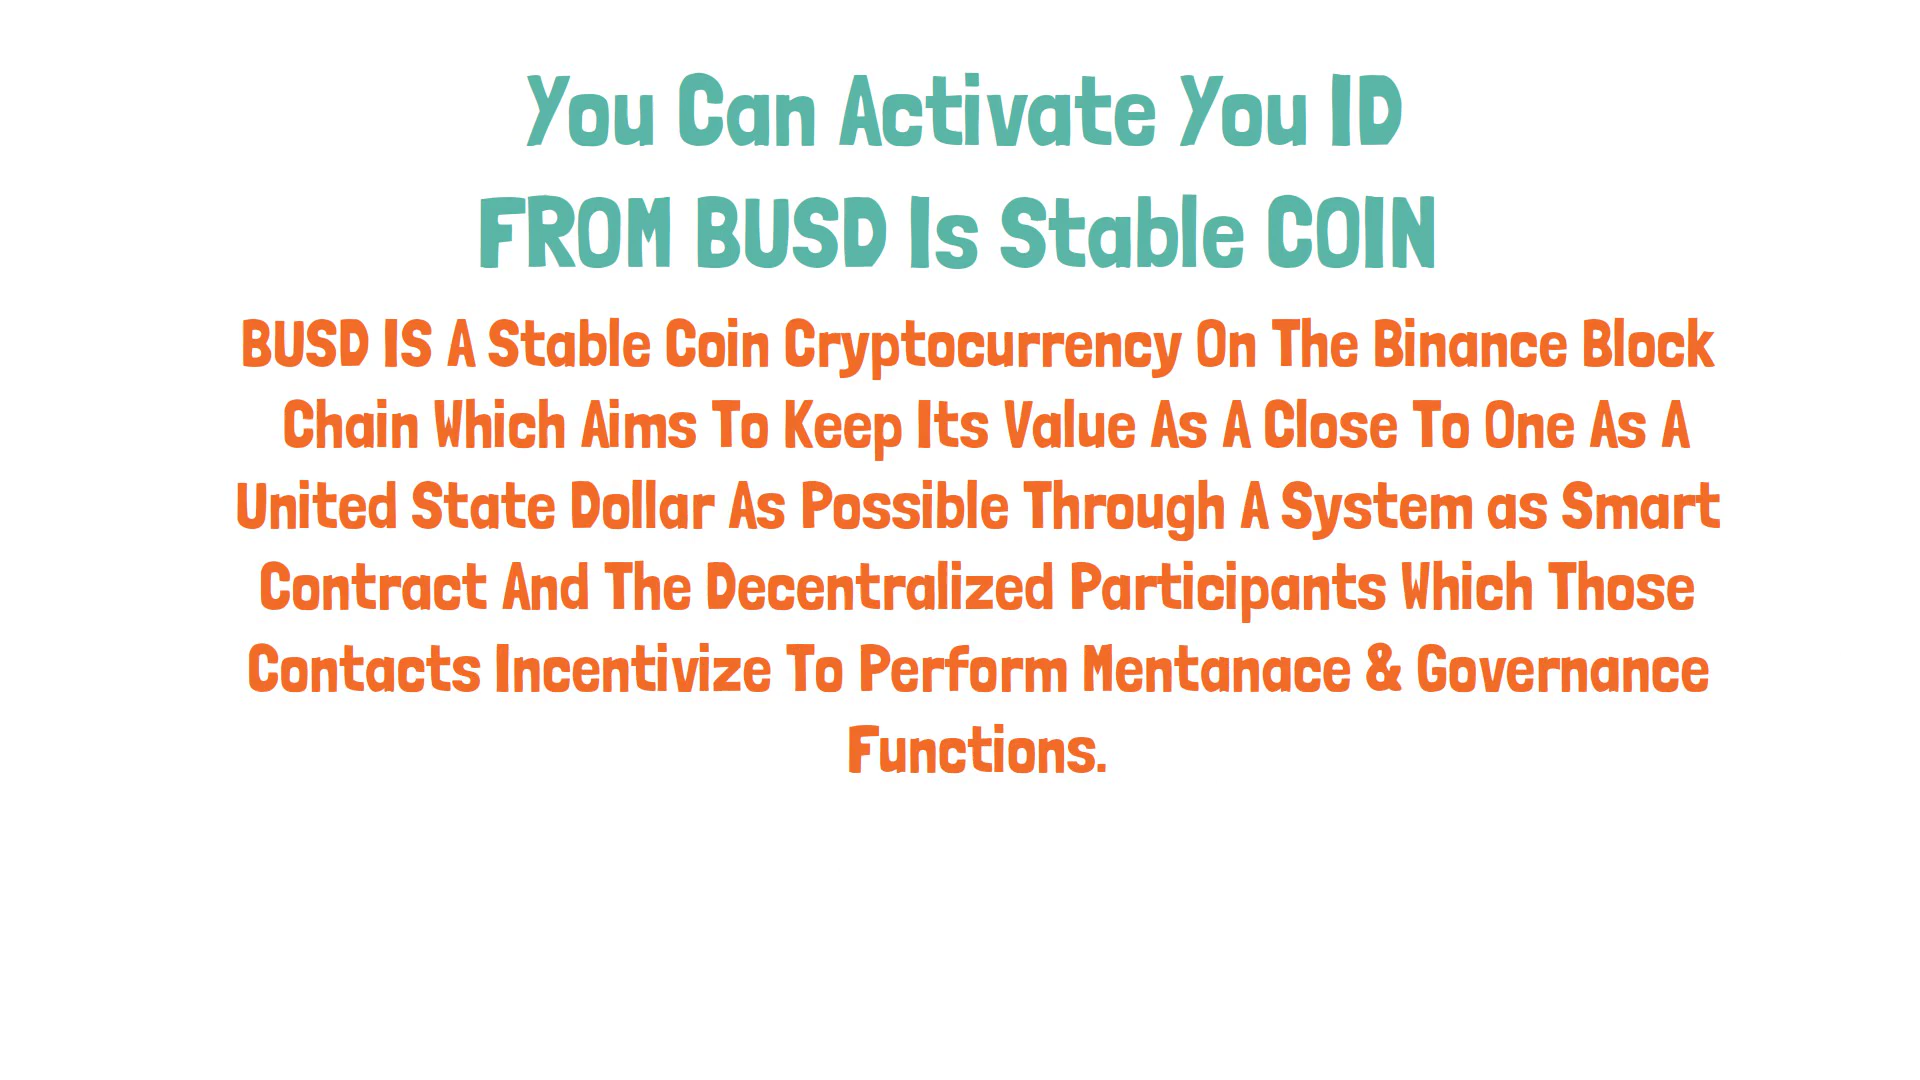 You Can Activate You ID
FROM BUSD Is Stable COIN
BUSD IS A Stable Coin Cryptocurrency On The Binance Block
Chain Which Aims To Keep Its Value As A Close To One As A
United State Dollar As Possible Through A System as Smart
Contract And The Decentralized Participants Which Those
Contacts Incentivize To Perform Mentanace & Governance
Functions.